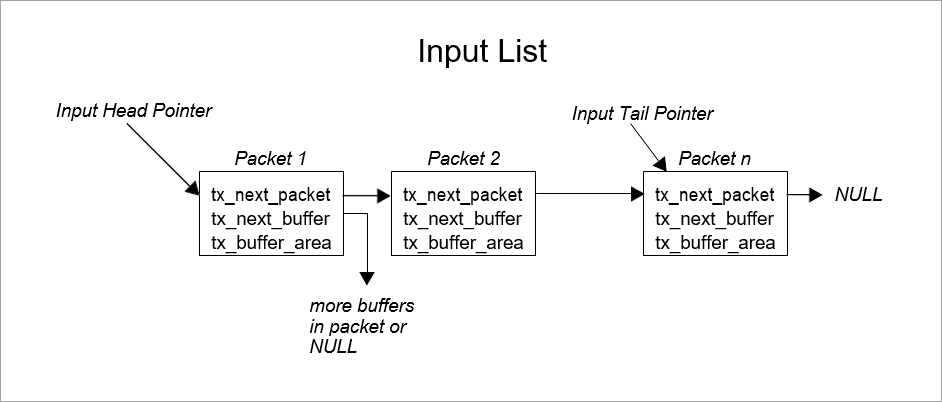 Input List
Input Head Pointer
Input Tail Pointer
Packet 1
Packet 2
Packet n
tx_next_packet
tx_next_buffer
tx_buffer_area
tx_next_packet
tx_next_buffer
tx_buffer_area
tx_next_packet
tx_next_buffer
tx_buffer_area
NULL
more buffers
in packet or
NULL